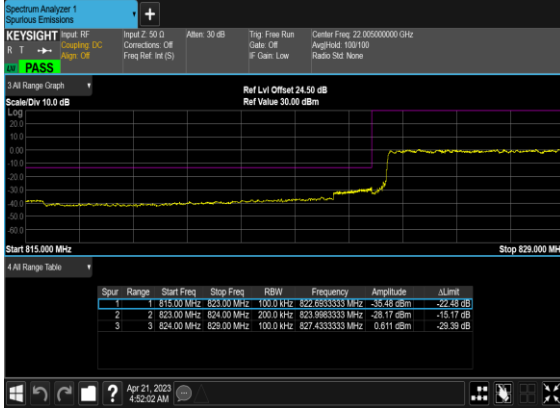 Spectrum Analyzer 1
Spurious Emissions
+
KEYSIGHT Input: RF Input Z: 50 Ω Atten: 30 dB Trig: Free Run Center Freq: 22.005000000 GHz
R T Coupling: DC Corrections: Off Gate: Off Avg|Hold: 100/100
Align: Off Freq Ref: Int (S) IF Gain: Low Radio Std: None
PASS
3.All Range Graph
Ref Lvl Offset 24.50 dB
Scale/Div 10.0 dB Ref Value 30.00 dBm
Log
20.0
10.0
0.00
-10.0
-20.0
-30.0
-40.0
-50.0
-60.0
Start 815.000 MHz Stop 829.000 MH
4.All Range Table
Spur Range Start Freq Stop Freq RBW Frequency Amplitude ΔLimit
1 1 815.00 MHz 823.00 MHz 100.0 kHz 822.6933333 MHz -35.48 dBm -22.48 dB
2 2 823.00 MHz 824.00 MHz 200.0 kHz 823.9983333 MHz -28.17 dBm -15.17 dB
3 3 824.00 MHz 829.00 MHz 100.0 kHz 827.4333333 MHz 0.611 dBm -29.39 dB
?
Apr 21, 2023
4:52:02 AM